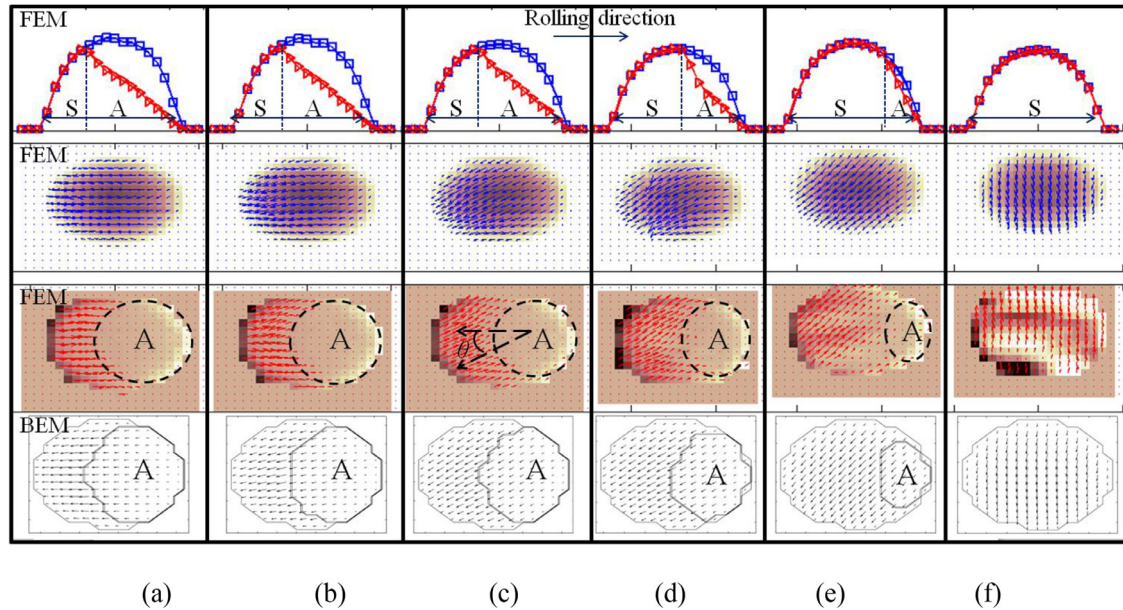 FEM Rolling direction
S A S A S A S A S A S
FEM
FEM
A A A A A
θ
BEM
A A A A A
(a) (b) (c) (d) (e) (f)